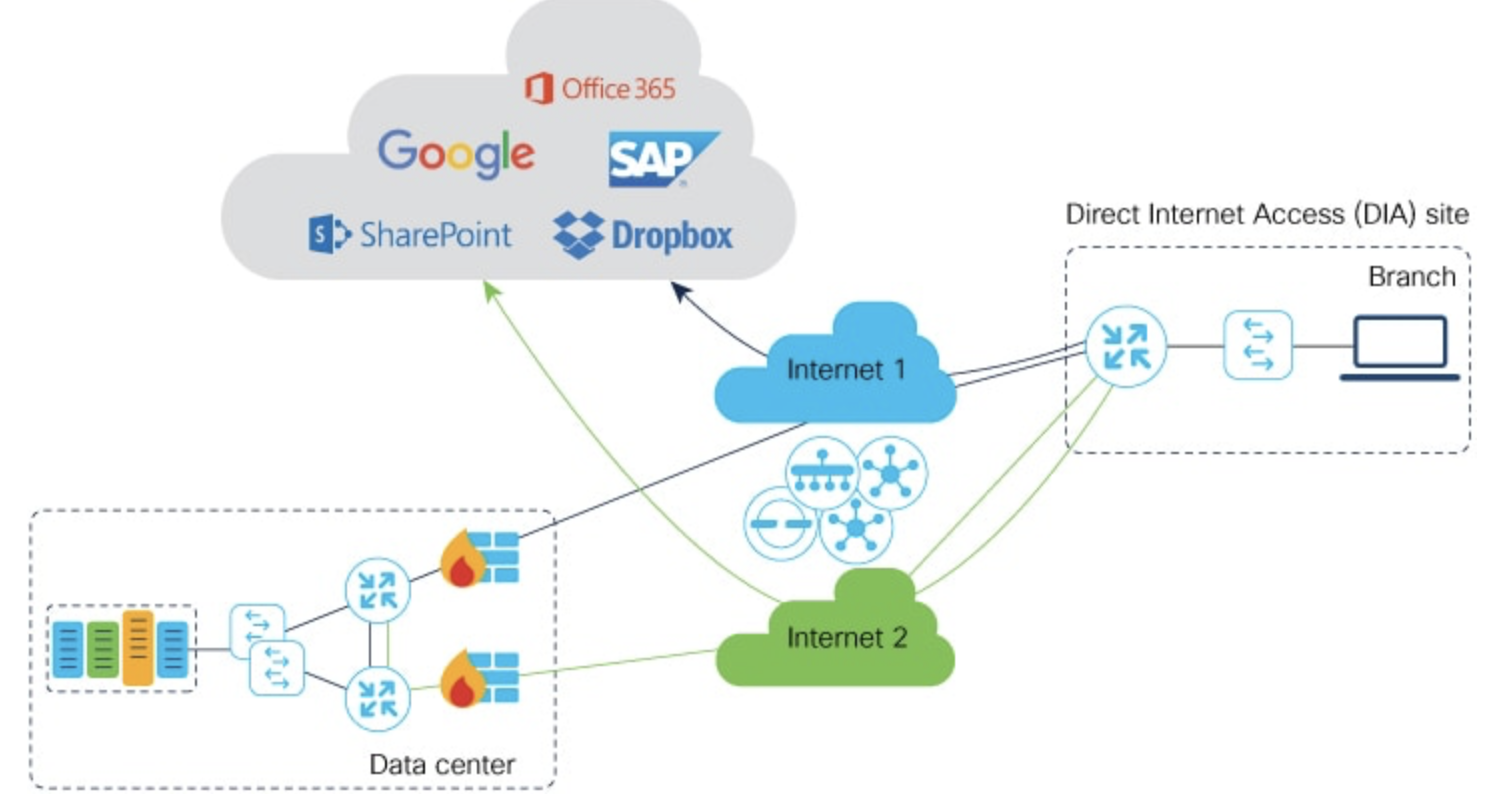 Office 365
Google
SAP
SharePoint
Dropbox
Direct Internet Access (DIA) site
Branch
Internet 1
Internet 2
Data center